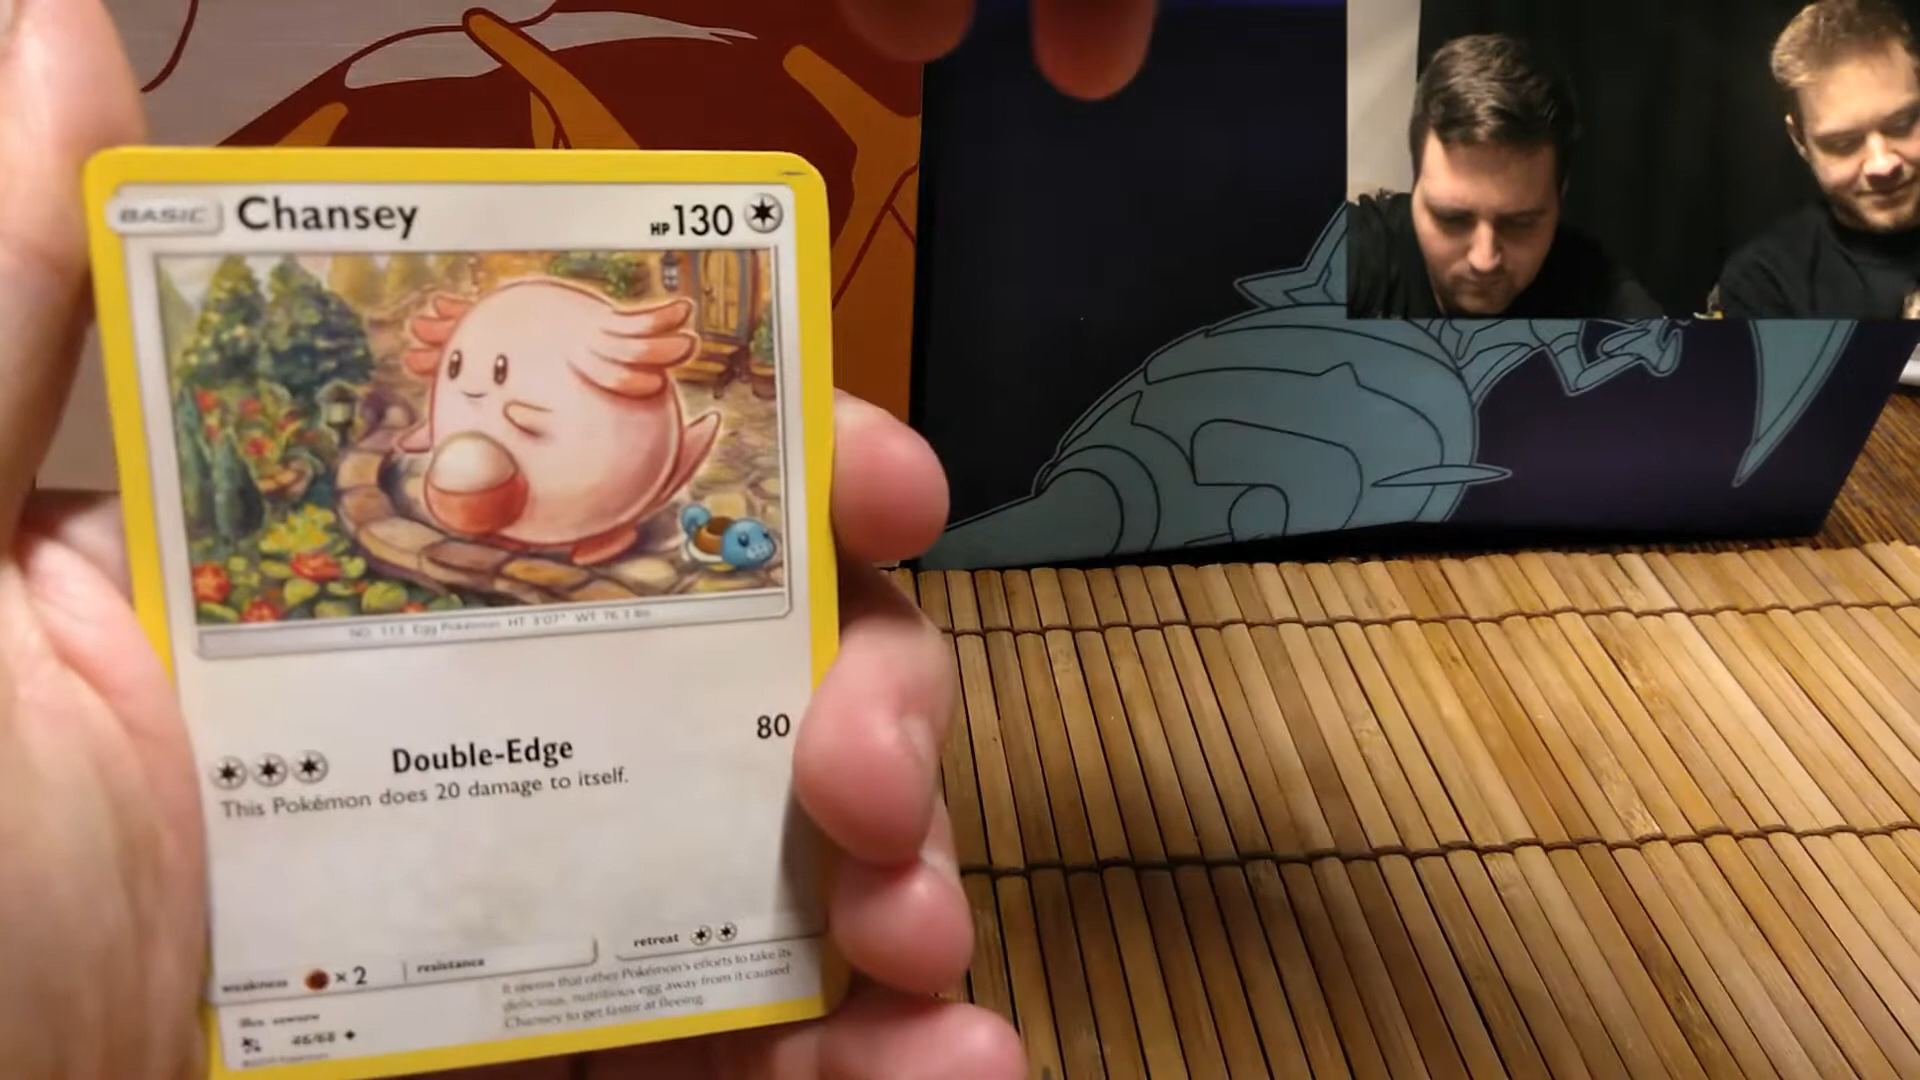 BASIC Chansey HP 130
NO. 113 Egg Pokémon HT 3'07" WT 76.3 lbs
Double-Edge 80
This Pokémon does 20 damage to itself.
weakness × 2 resistance retreat
It seems that other Pokémon's efforts to take its
delicious, nutritious egg away from it caused
Chansey to get faster at fleeing.
illus.
46/68